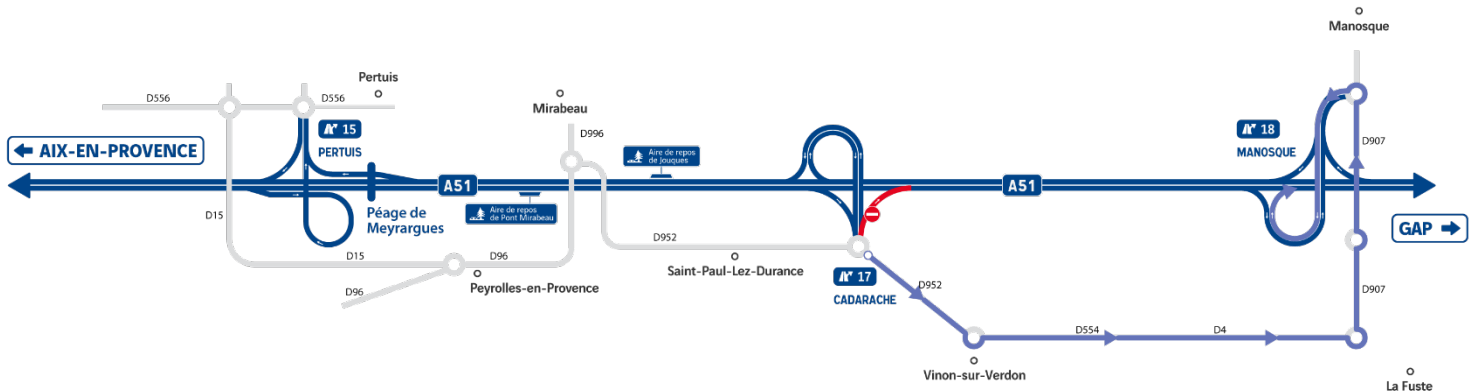 Manosque
Pertuis
D556
D556
Mirabeau
15
PERTUIS
18
MANOSQUE
D996
D907
AIX-EN-PROVENCE
Aire de repos
de Jouques
A51
A51
Aire de repos
de Pont Mirabeau
Péage de
Meyrargues
D15
GAP
D952
D15
D96
Saint-Paul-Lez-Durance
17
CADARACHE
Peyrolles-en-Provence
D96
D952
D907
D554
D4
Vinon-sur-Verdon
La Fuste